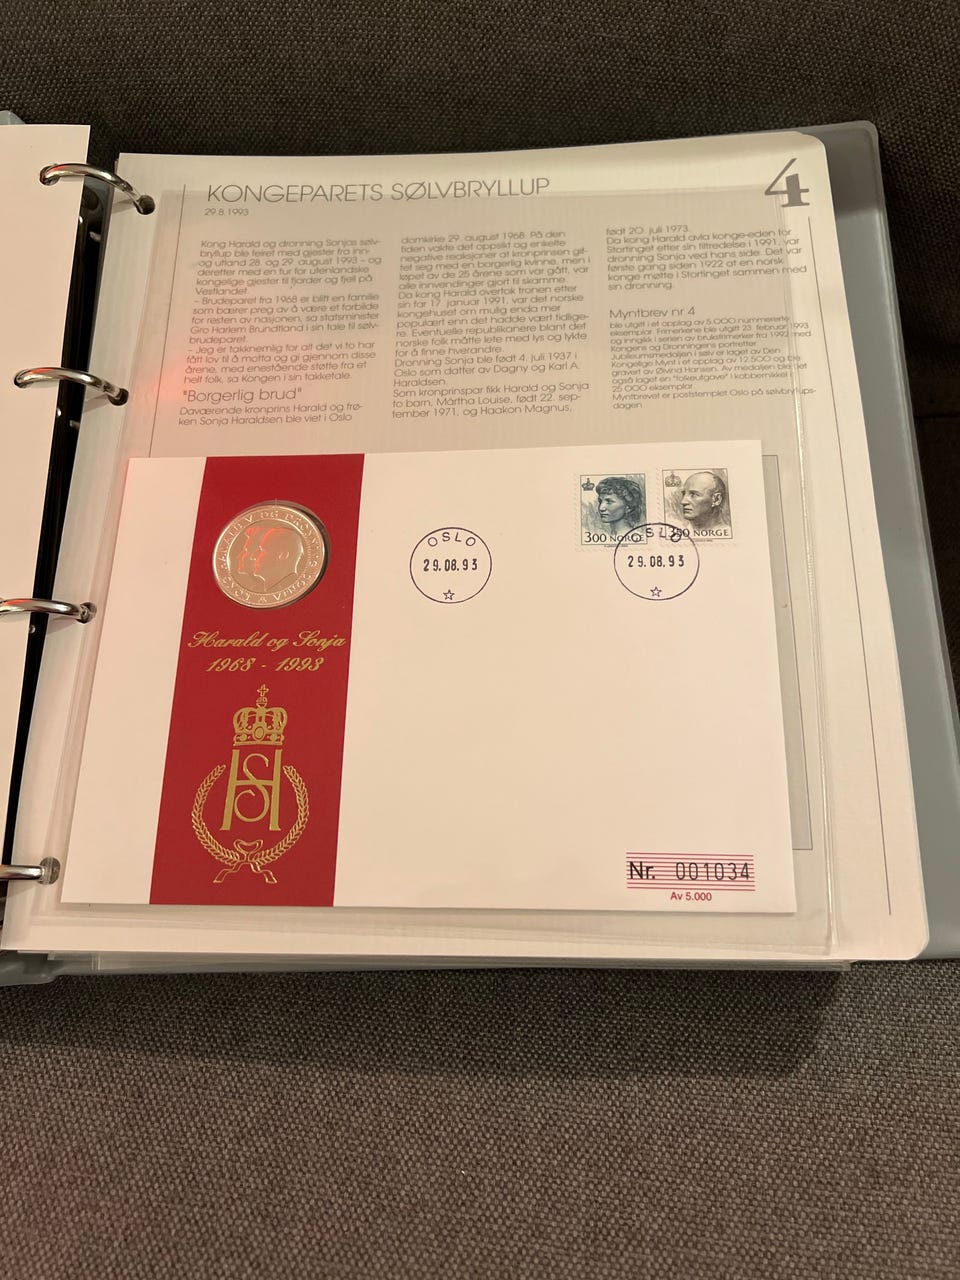 KONGEPARETS SØLVBRYLLUP
29.8.1993
4
Kong Harald og dronning Sonjas sølv-
bryllup ble feiret med gjester fra inn-
og utland 28. og 29. august 1993 – og
deretter med en tur for utenlandske
kongelige gjester til fjorder og fjell på
Vestlandet.
– Brudeparet fra 1968 er blitt en familie
som bærer preg av å være et forbilde
for resten av nasjonen, sa statsminister
Gro Harlem Brundtland i sin tale til sølv-
brudeparet.
– Jeg er takknemlig for alt det vi to har
fått lov til å motta og gi gjennom disse
årene, med enestående støtte fra et
helt folk, sa Kongen i sin takketale.
"Borgerlig brud"
Daværende kronprins Harald og frø-
ken Sonja Haraldsen ble viet i Oslo
domkirke 29. august 1968. På den
tiden vakte det oppsikt og enkelte
negative reaksjoner at kronprinsen gif-
tet seg med en borgerlig kvinne, men i
løpet av de 25 årene som var gått, var
alle innvendinger gjort til skamme.
Da kong Harald overtok tronen etter
sin far 17. januar 1991, var det norske
kongehuset om mulig enda mer
populært enn det hadde vært tidlige-
re. Eventuelle republikanere blant det
norske folk måtte lete med lys og lykte
for å finne hverandre.
Dronning Sonja ble født 4. juli 1937 i
Oslo som datter av Dagny og Karl A.
Haraldsen.
Som kronprinspar fikk Harald og Sonja
to barn, Märtha Louise, født 22. sep-
tember 1971, og Haakon Magnus,
født 20. juli 1973.
Da kong Harald avla konge-eden for
Stortinget etter sin tiltredelse i 1991, var
dronning Sonja ved hans side. Det var
første gang siden 1922 at en norsk
konge møtte i Stortinget sammen med
sin dronning.
Myntbrev nr 4
ble utgitt i et opplag av 5.000 nummererte
eksemplar. Frimerkene ble utgitt 23. februar 1993
og inngikk i serien av bruksfrimerker fra 1992 med
Kongens og Dronningens portretter.
Jubileumsmedaljen i sølv er laget av Den
Kongelige Mynt i et opplag av 12.500 og ble
gravert av Øivind Hansen. Av medaljen ble det
også laget en "folkeutgave" i kobbernikkel i
25 000 eksemplar.
Myntbrevet er poststemplet Oslo på sølvbryllups-
dagen
HARALD V OG DRONNING SONJA
OSLO
29.08.93
3.00 NORGE
3.50 NORGE
OSLO
29.08.93
Harald og Sonja
1968 - 1993
HS
Nr. 001034
Av 5.000